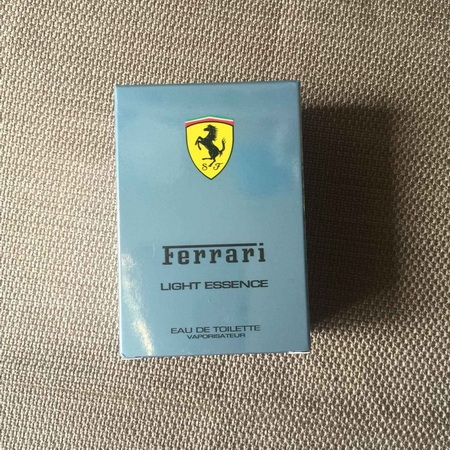 S F
Ferrari
LIGHT ESSENCE
EAU DE TOILETTE
VAPORISATEUR